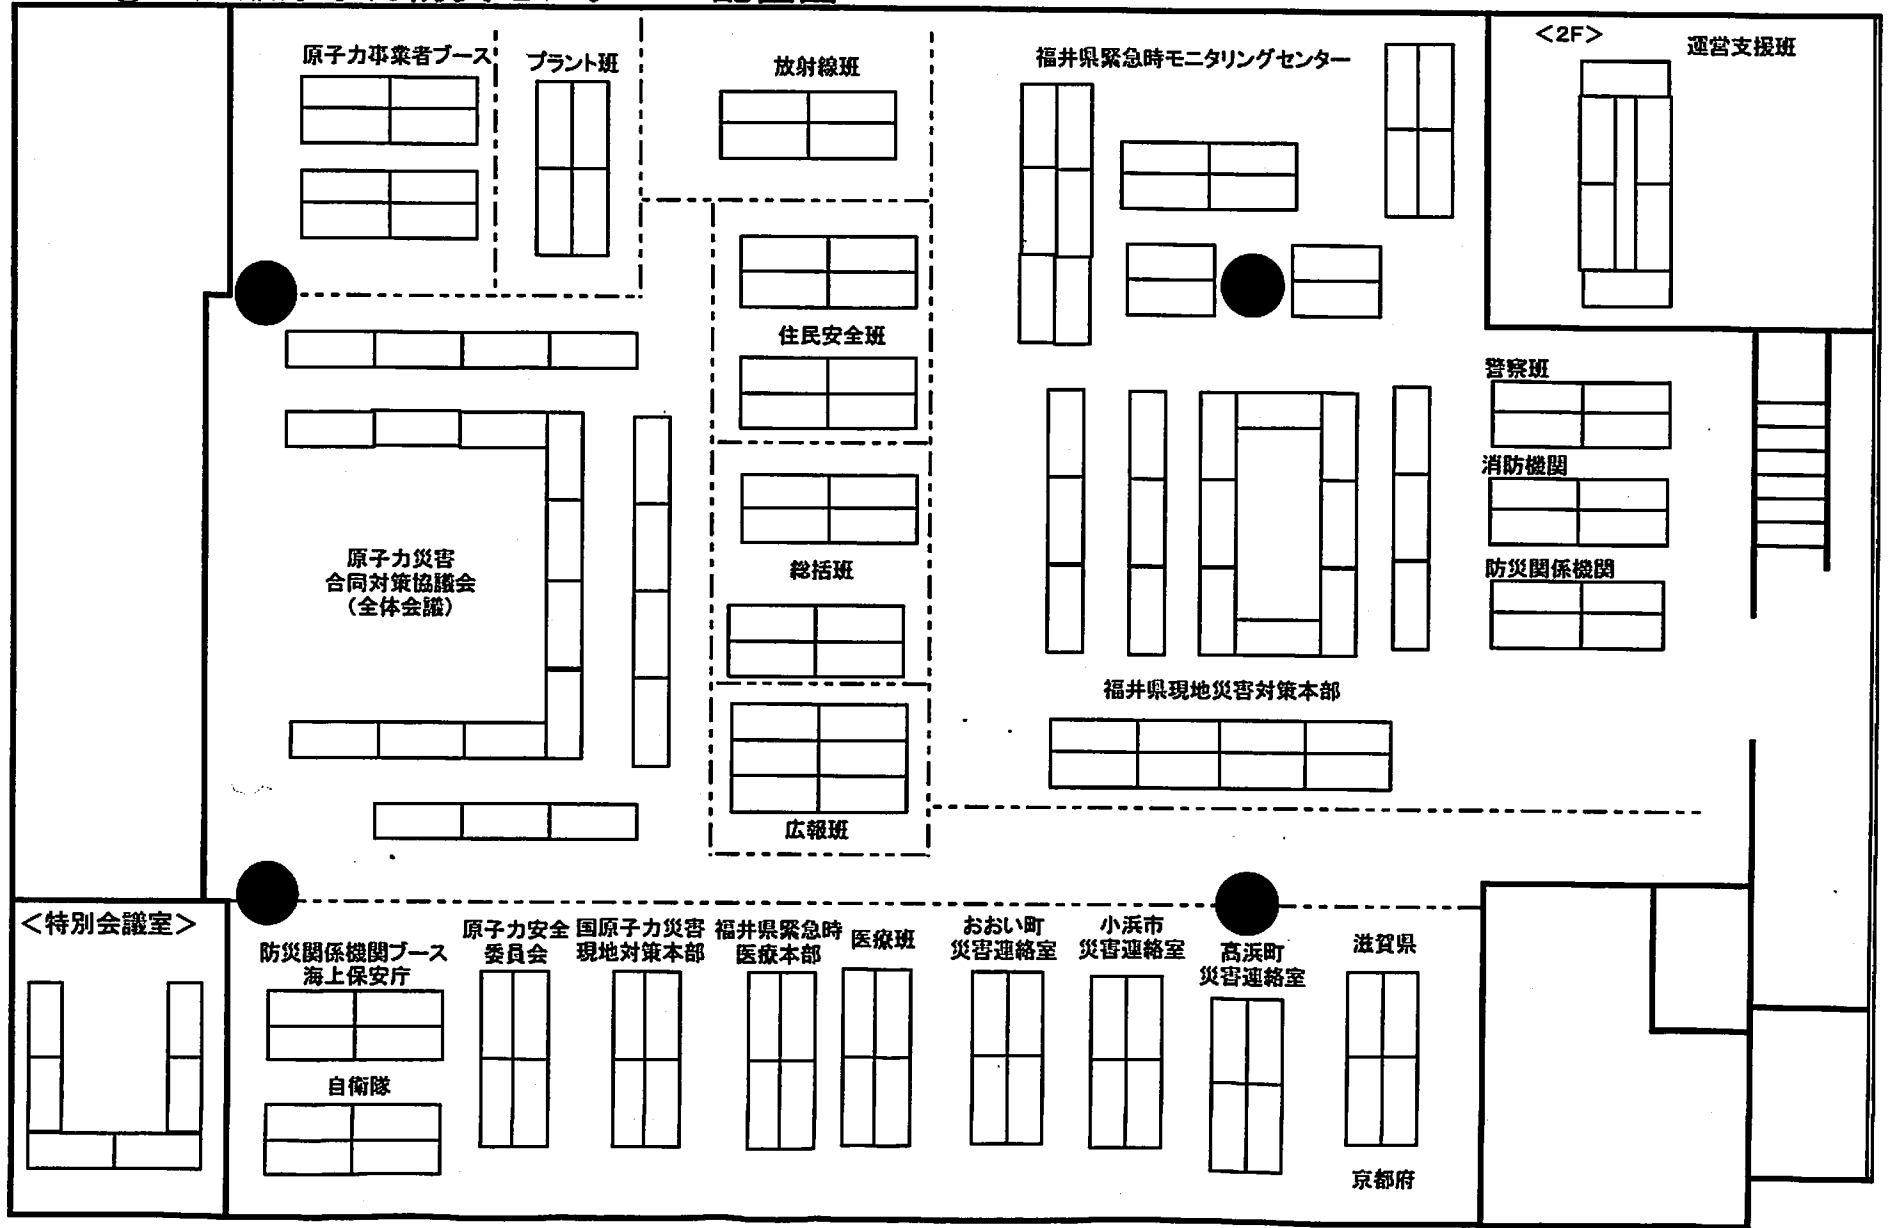 原子力事業者ブース
プラント班
放射線班
福井県緊急時モニタリングセンター
＜2F＞
運営支援班
住民安全班
警察班
消防機関
防災関係機関
原子力災害
合同対策協議会
（全体会議）
総括班
福井県現地災害対策本部
広報班
＜特別会議室＞
防災関係機関ブース
海上保安庁
自衛隊
原子力安全
委員会
国原子力災害
現地対策本部
福井県緊急時
医療本部
医療班
おおい町
災害連絡室
小浜市
災害連絡室
高浜町
災害連絡室
滋賀県
京都府